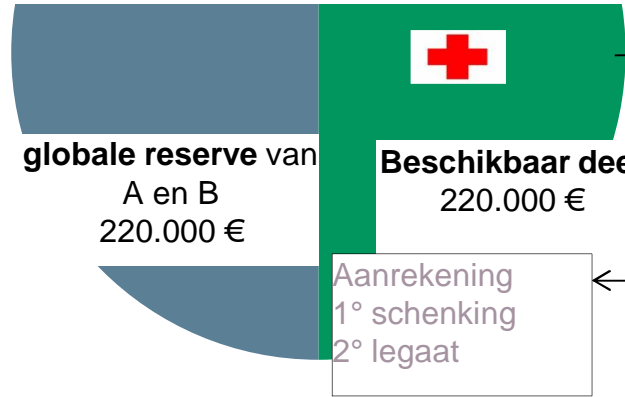 globale reserve van
A en B
220.000 €
Beschikbaar dee
220.000 €
Aanrekening
1° schenking
2° legaat